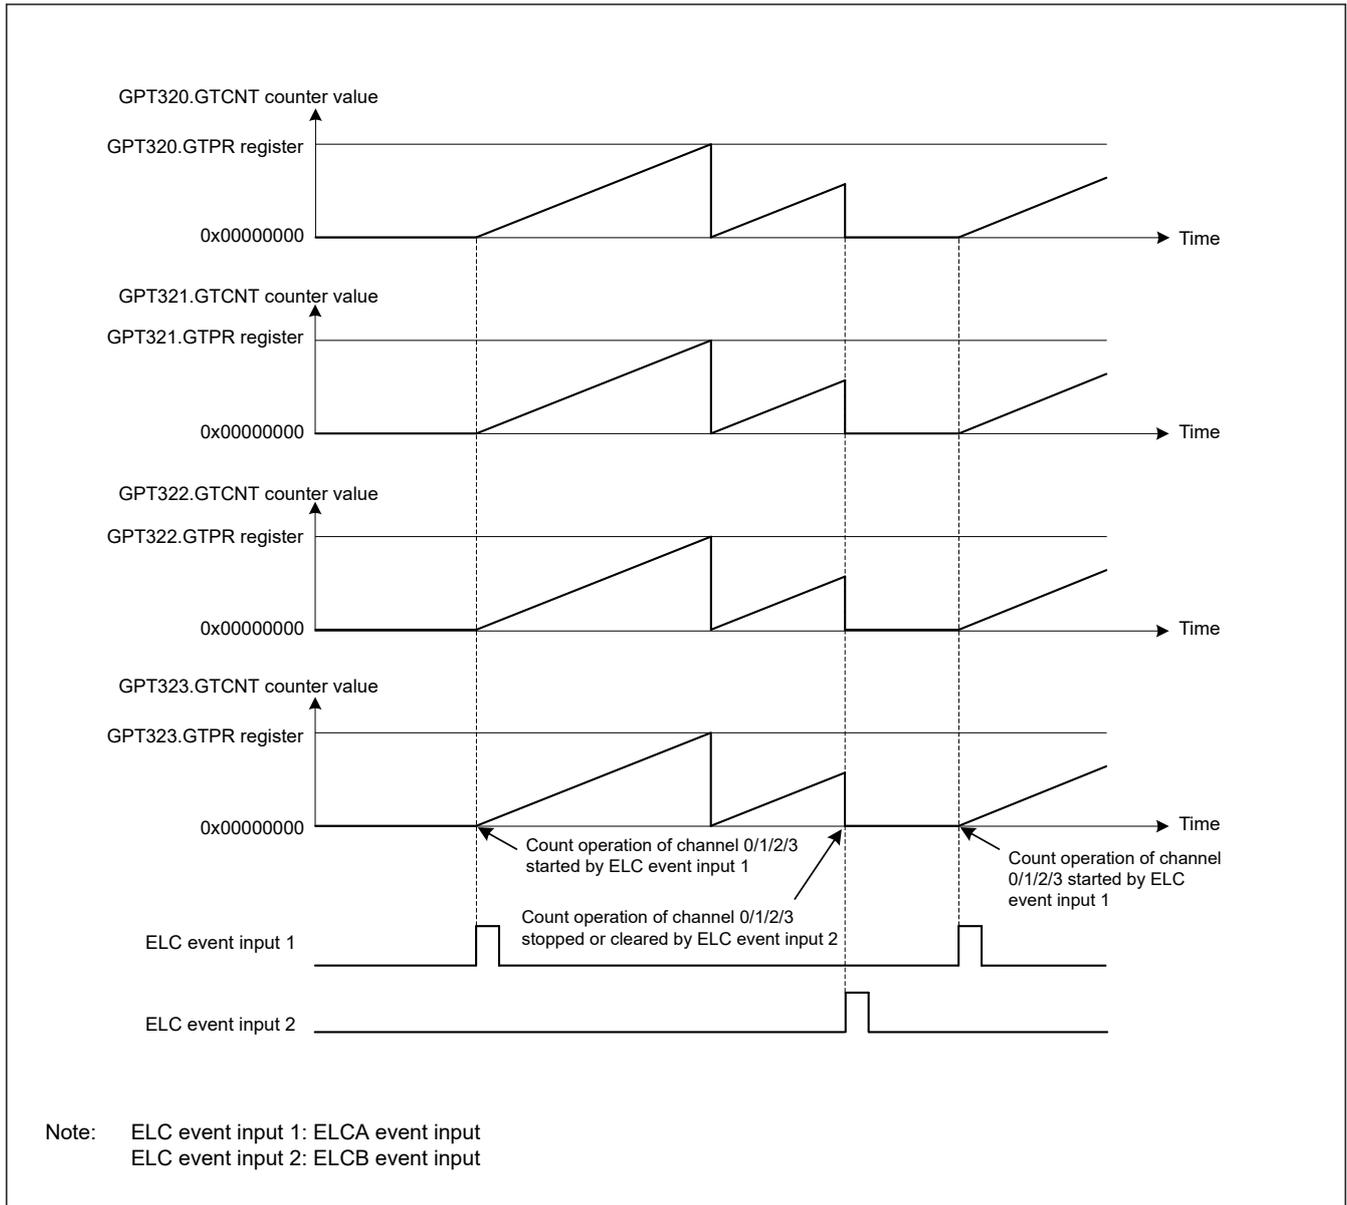 GPT320.GTCNT counter value
GPT320.GTPR register
0x00000000
Time
GPT321.GTCNT counter value
GPT321.GTPR register
0x00000000
Time
GPT322.GTCNT counter value
GPT322.GTPR register
0x00000000
Time
GPT323.GTCNT counter value
GPT323.GTPR register
0x00000000
Time
Count operation of channel 0/1/2/3
started by ELC event input 1
Count operation of channel
0/1/2/3 started by ELC
event input 1
Count operation of channel 0/1/2/3
stopped or cleared by ELC event input 2
ELC event input 1
ELC event input 2
Note: ELC event input 1: ELCA event input
ELC event input 2: ELCB event input